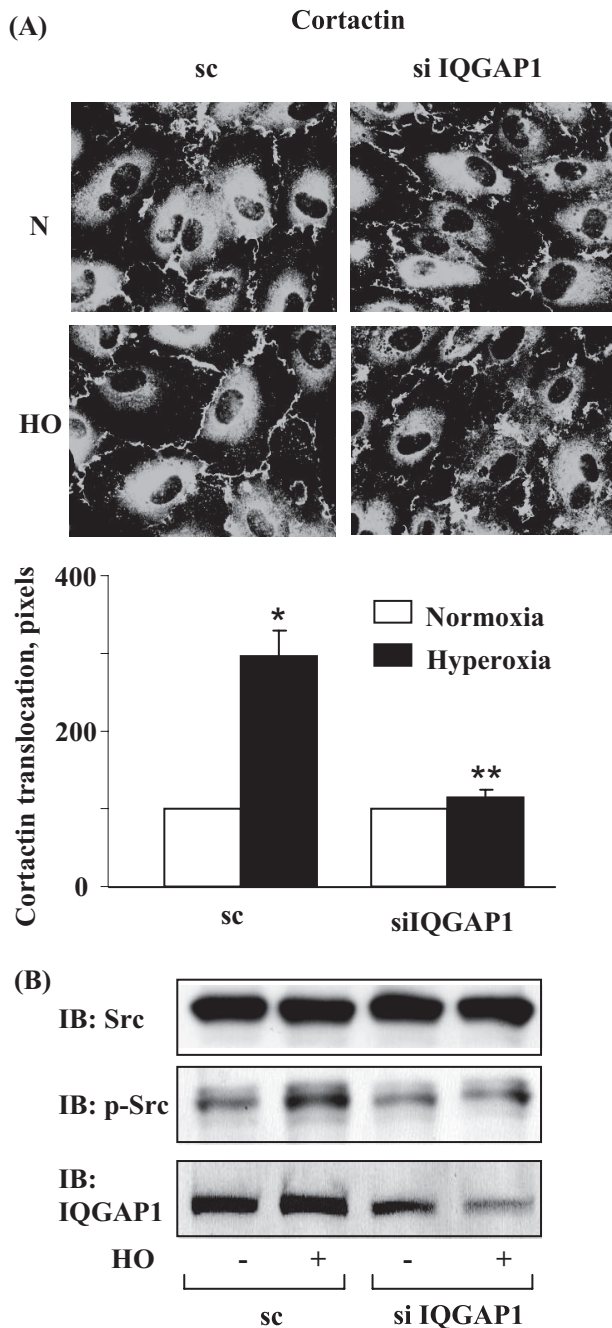 (A)
Cortactin
sc
si IQGAP1
N
HO
Cortactin translocation, pixels
400
200
0
*
**
Normoxia
Hyperoxia
sc
siIQGAP1
(B)
IB: Src
IB: p-Src
IB:
IQGAP1
HO - + - +
sc
si IQGAP1